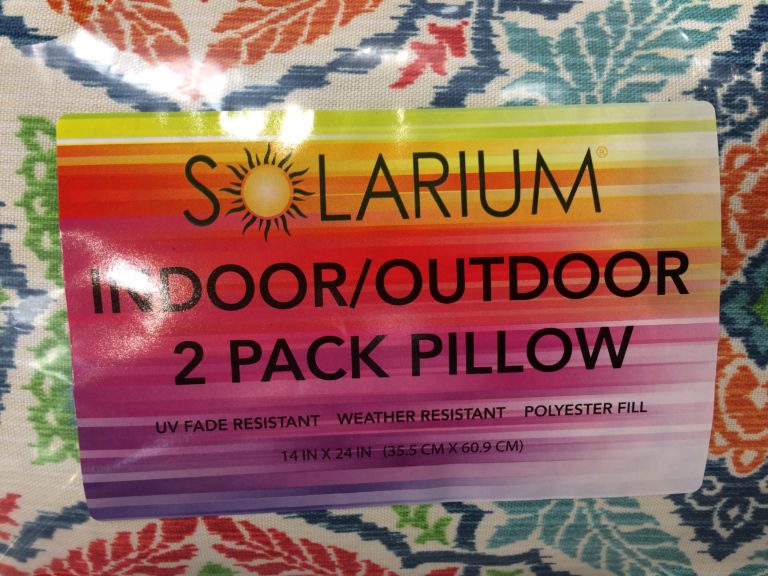 SOLARIUM®
INDOOR/OUTDOOR
2 PACK PILLOW
UV FADE RESISTANT WEATHER RESISTANT POLYESTER FILL
14 IN X 24 IN (35.5 CM X 60.9 CM)